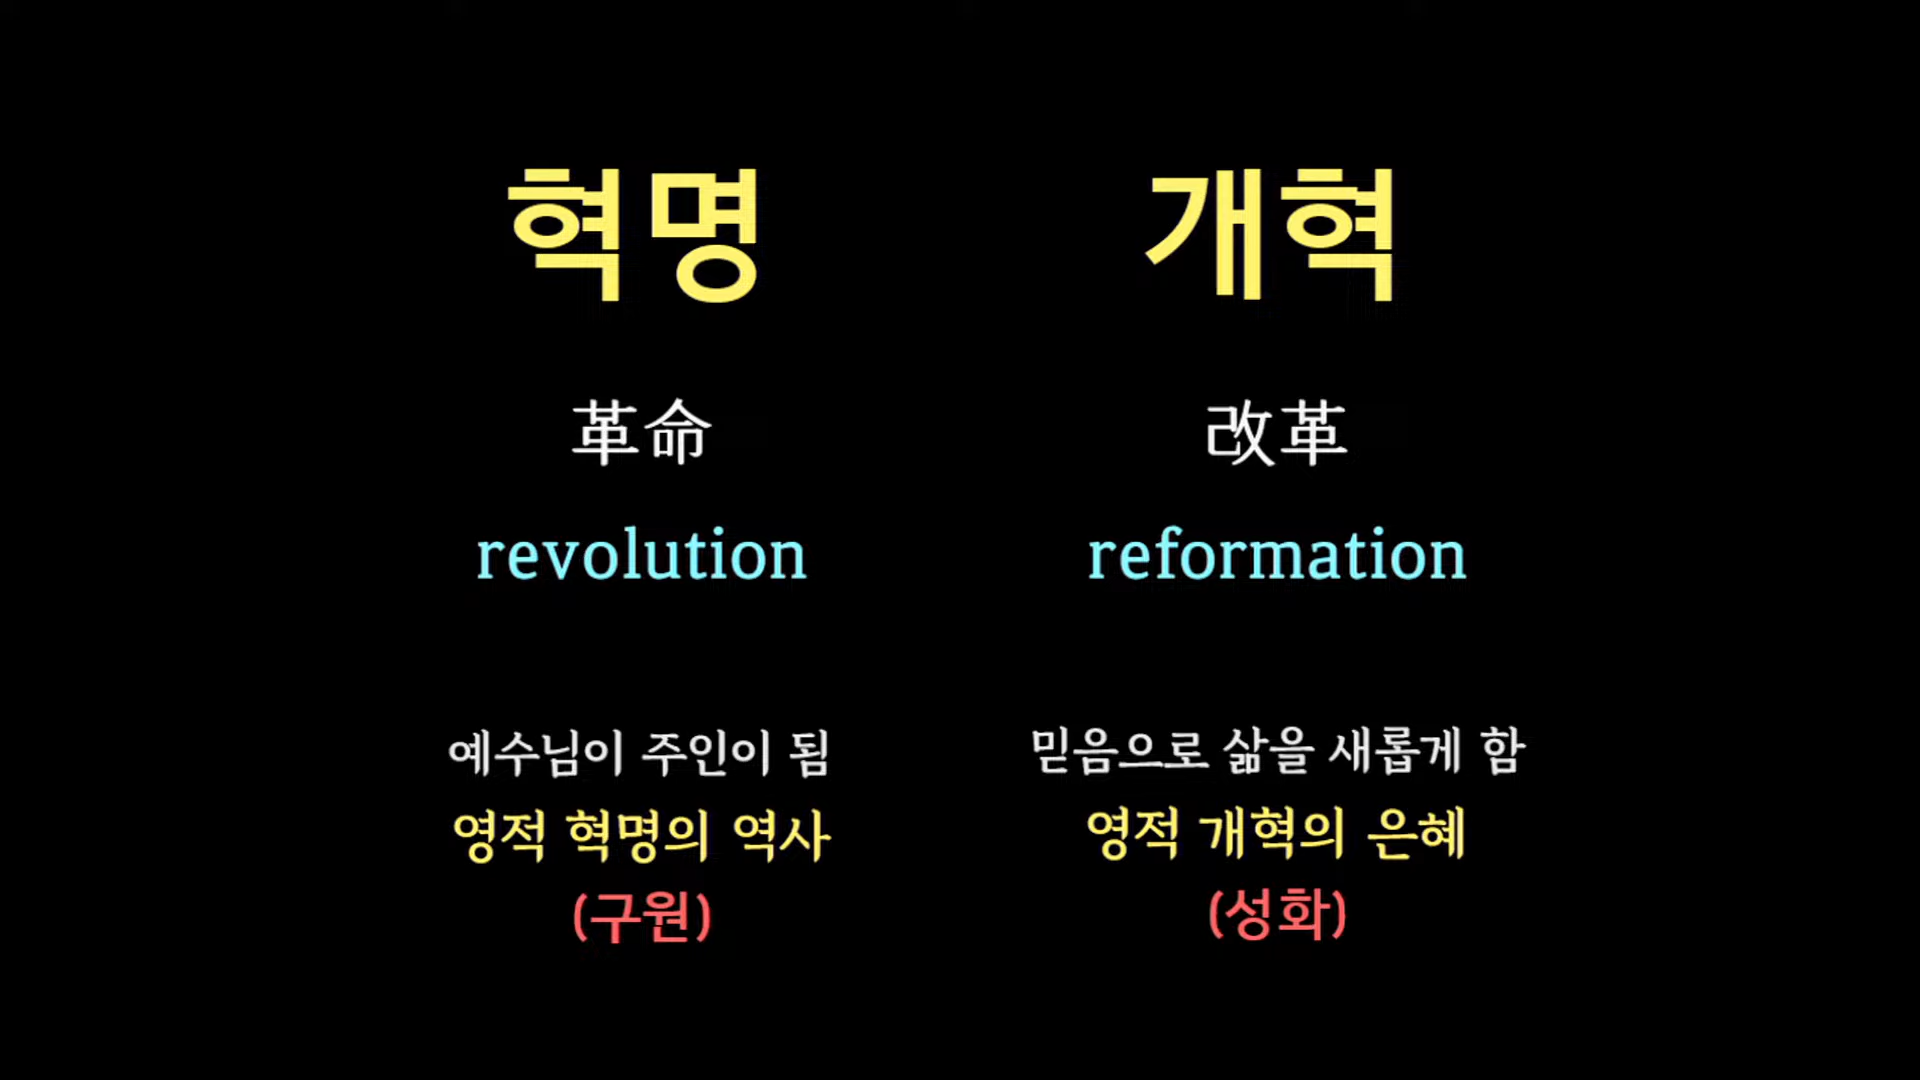 혁명
革命
revolution
예수님이 주인이 됨
영적 혁명의 역사
(구원)
개혁
改革
reformation
믿음으로 삶을 새롭게 함
영적 개혁의 은혜
(성화)